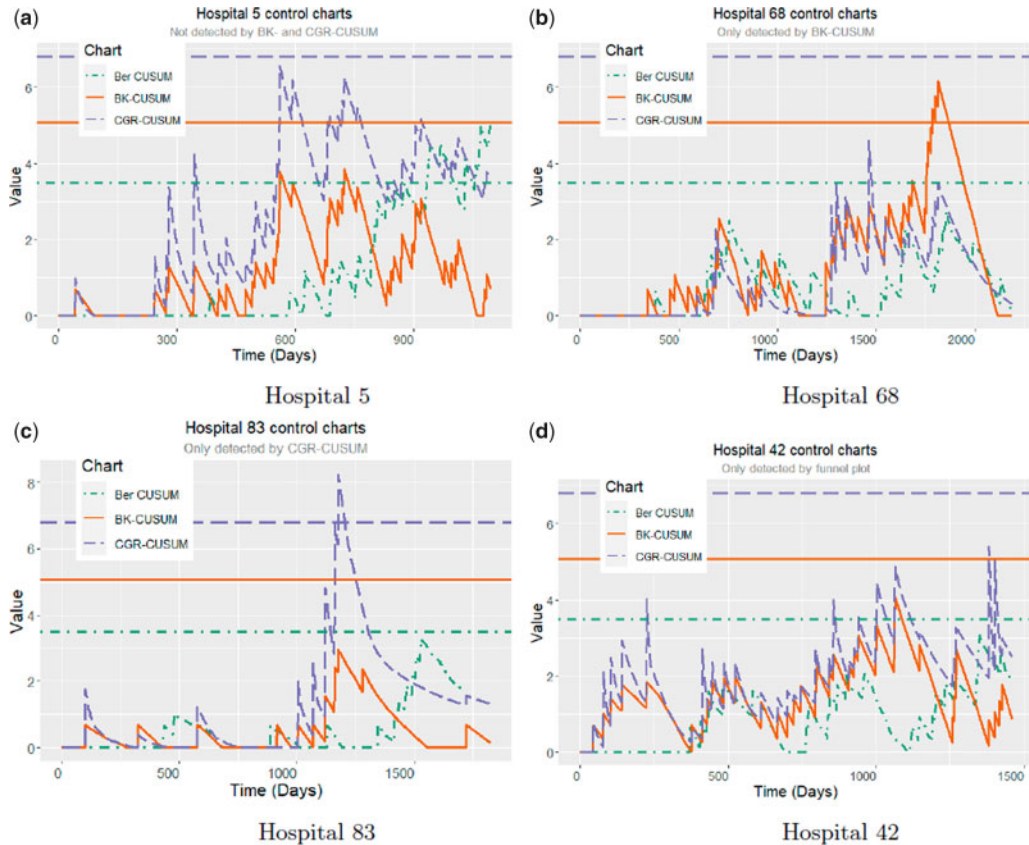 (a)
Hospital 5 control charts
Not detected by BK- and CGR-CUSUM
Chart
Ber CUSUM
BK-CUSUM
CGR-CUSUM
Value
6
4
2
0
0 300 600 900
Time (Days)
Hospital 5
(b)
Hospital 68 control charts
Only detected by BK-CUSUM
Chart
Ber CUSUM
BK-CUSUM
CGR-CUSUM
Value
6
4
2
0
0 500 1000 1500 2000
Time (Days)
Hospital 68
(c)
Hospital 83 control charts
Only detected by CGR-CUSUM
Chart
Ber CUSUM
BK-CUSUM
CGR-CUSUM
Value
8
6
4
2
0
0 500 1000 1500
Time (Days)
Hospital 83
(d)
Hospital 42 control charts
Only detected by funnel plot
Chart
Ber CUSUM
BK-CUSUM
CGR-CUSUM
Value
6
4
2
0
0 500 1000 1500
Time (Days)
Hospital 42